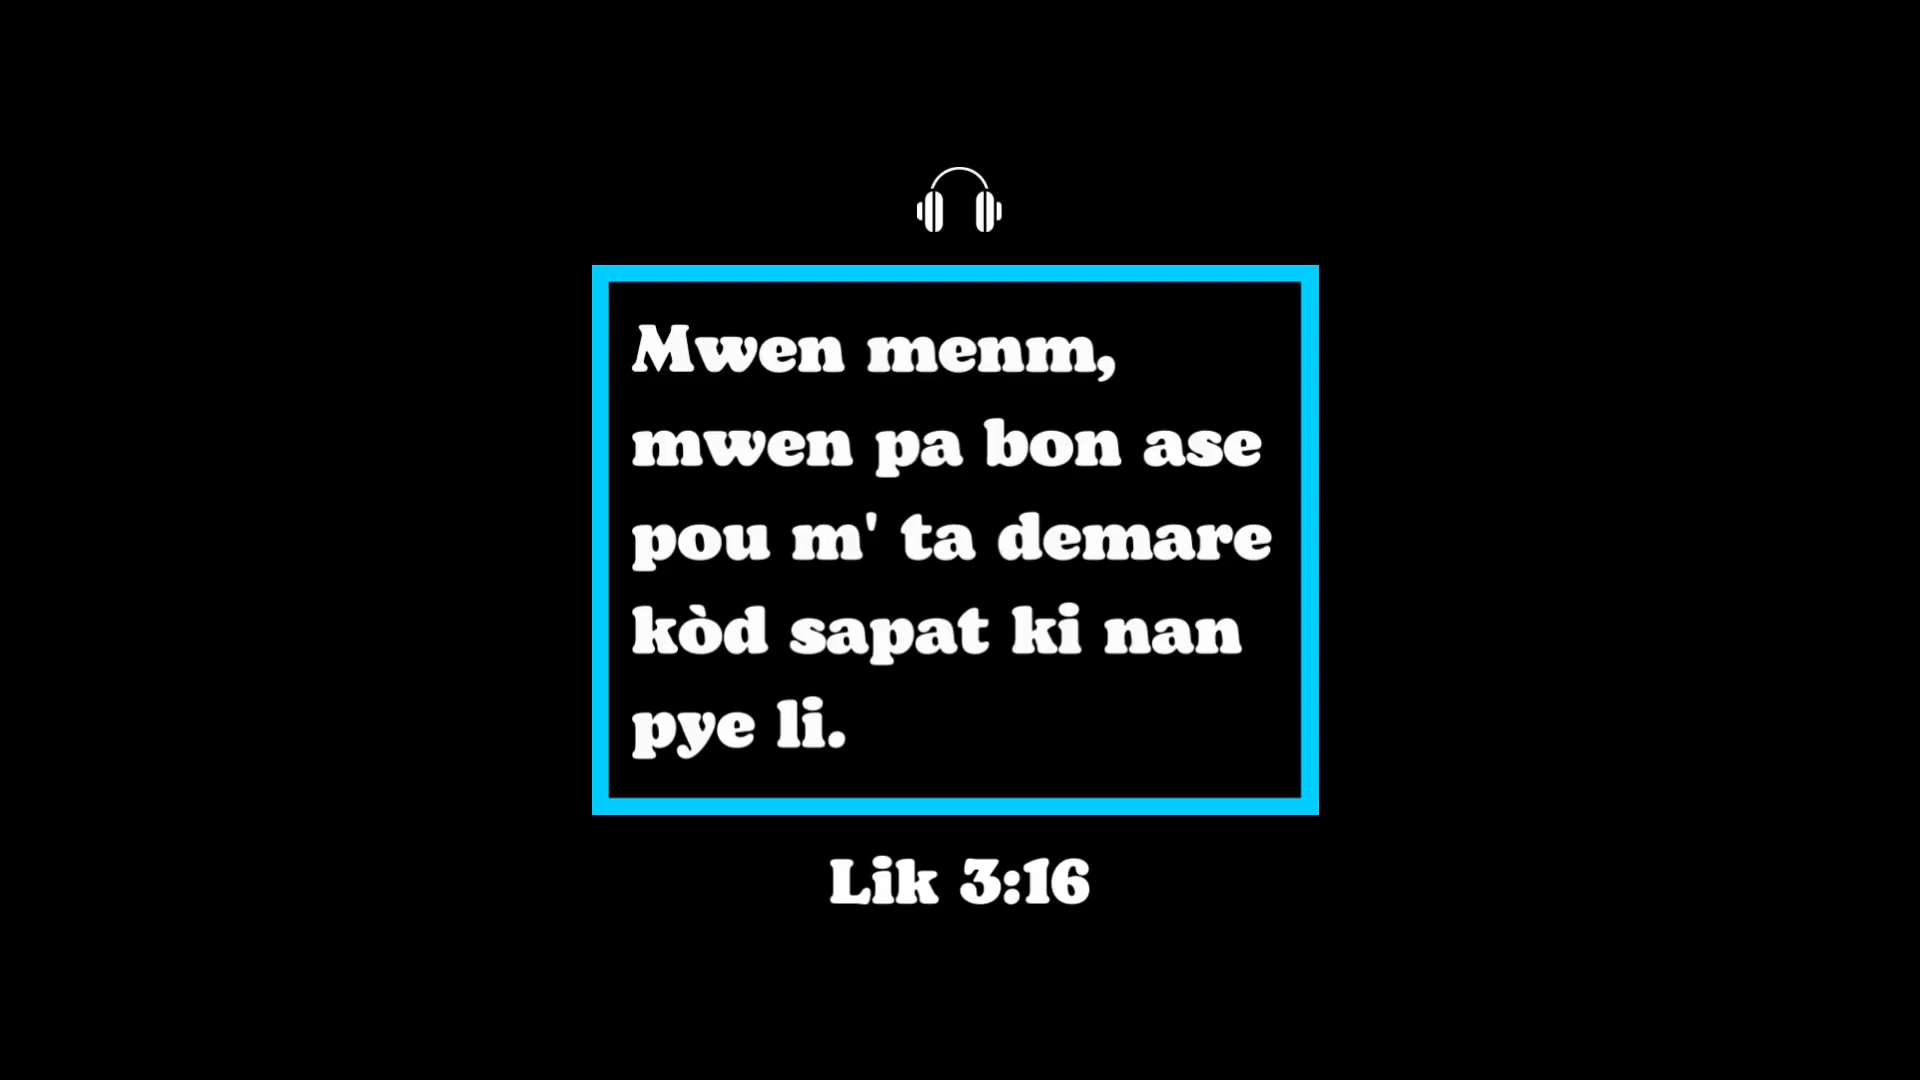 Mwen menm,
mwen pa bon ase
pou m' ta demare
kòd sapat ki nan
pye li.
Lik 3:16